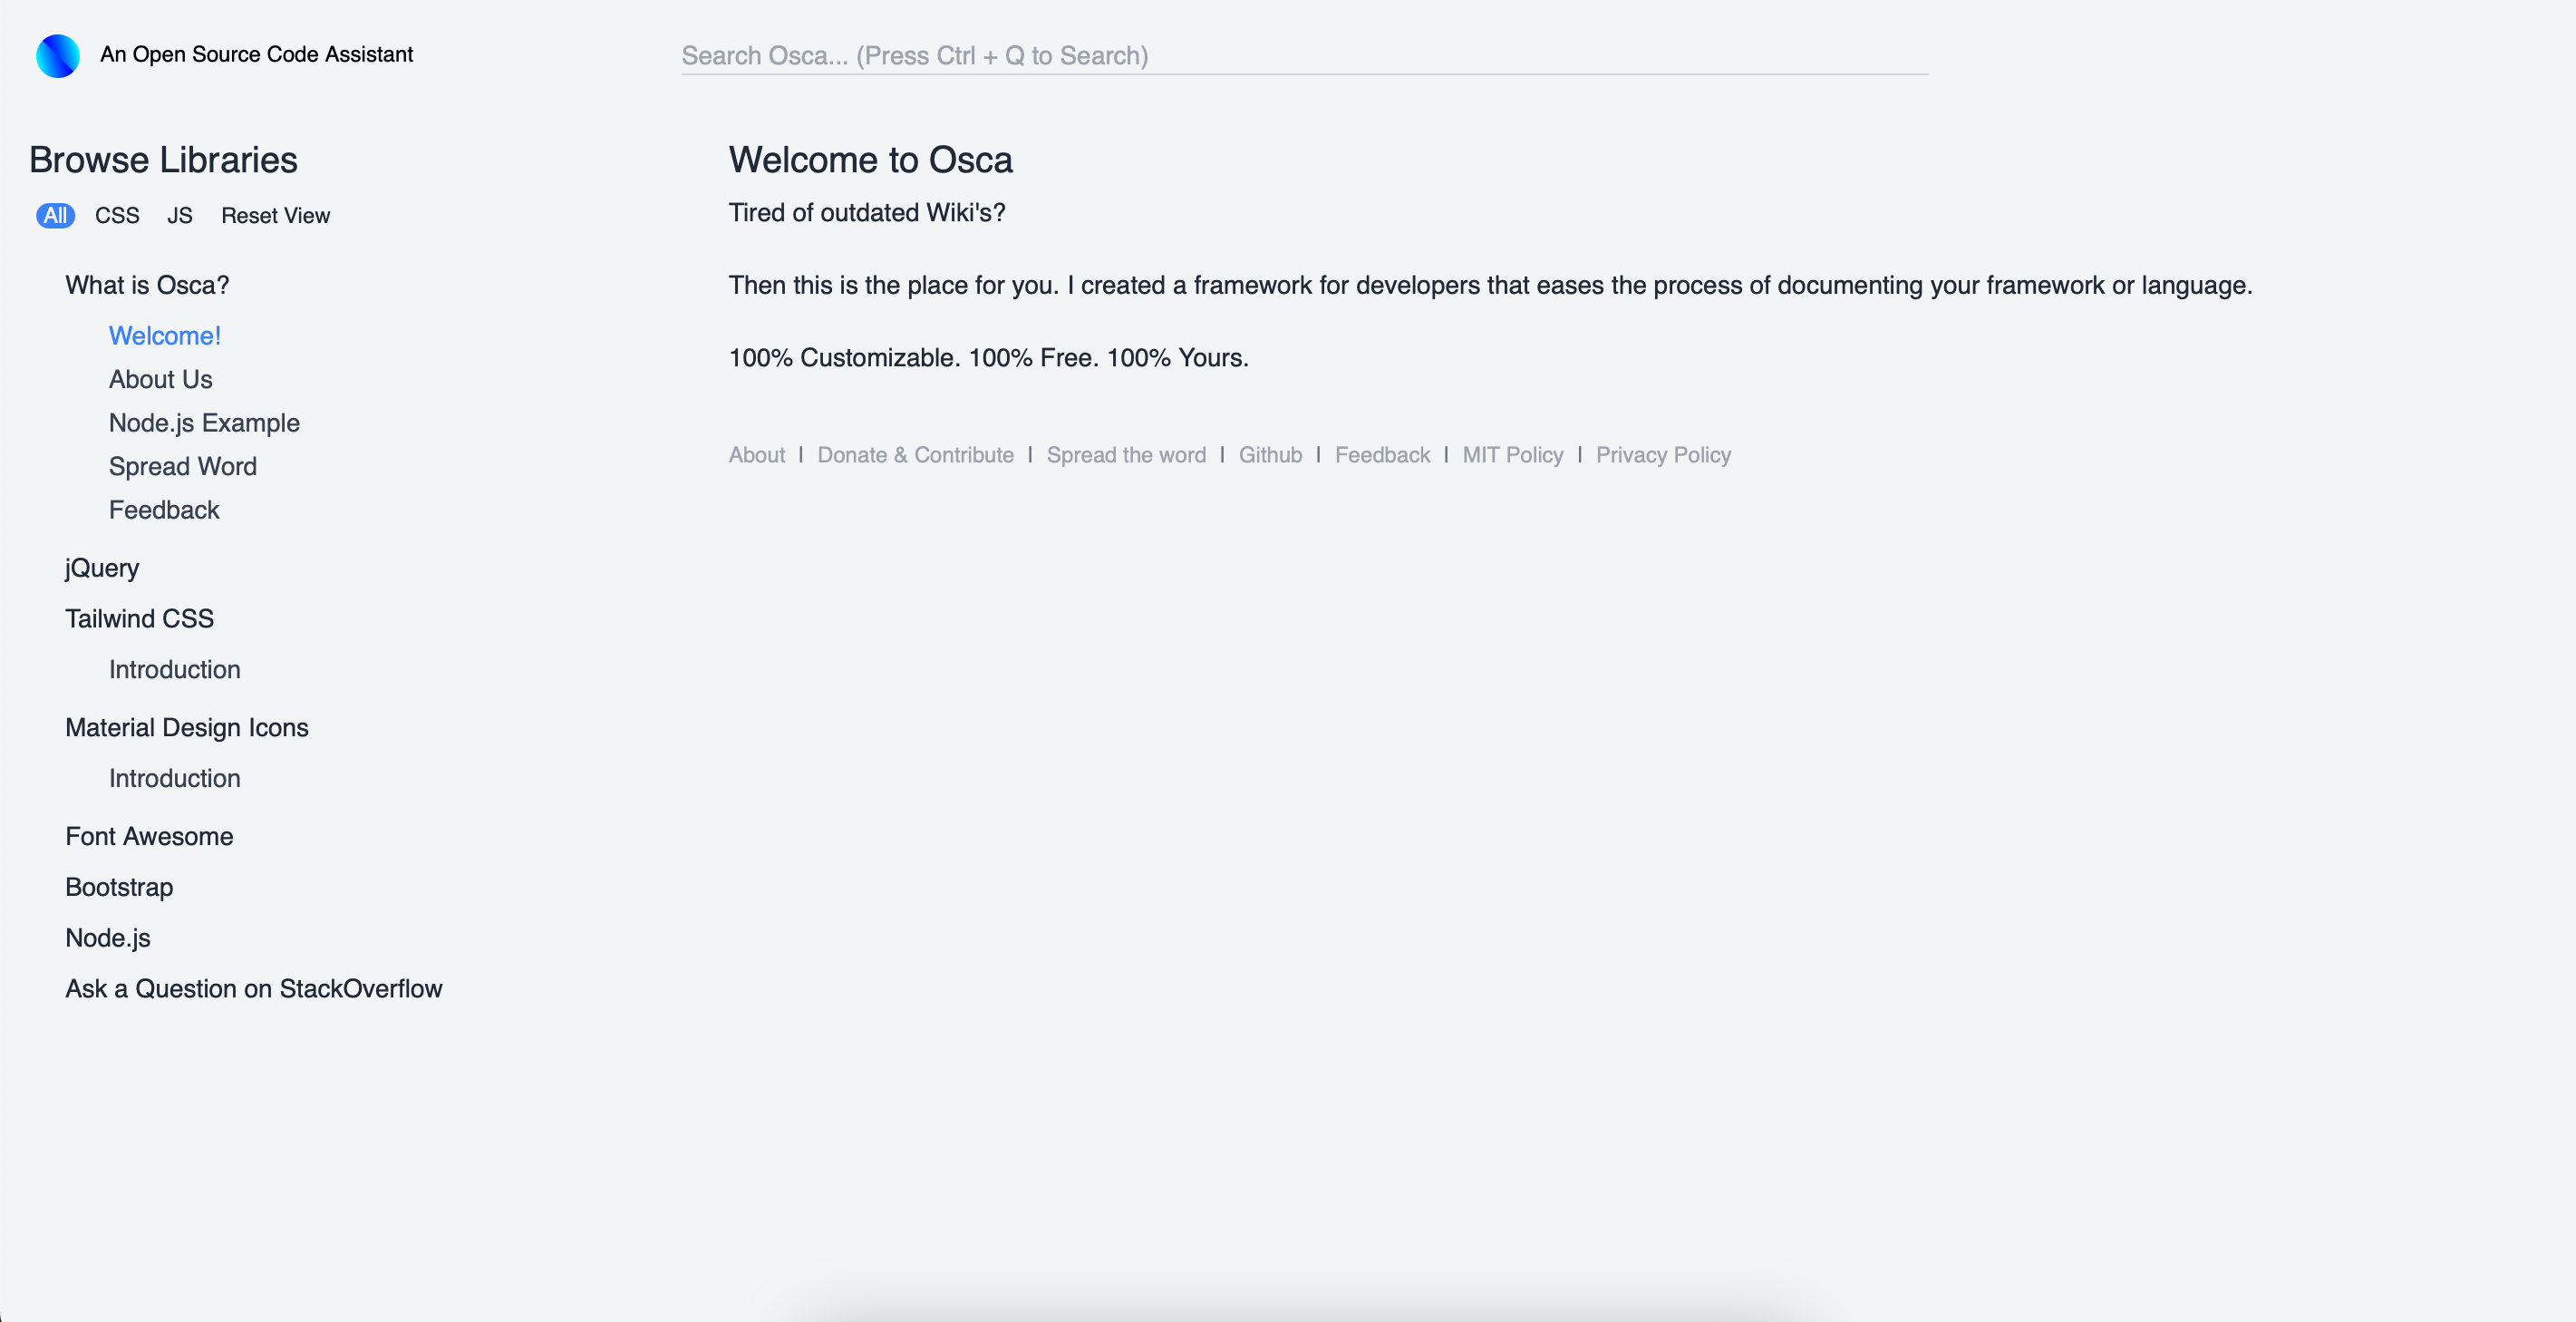 An Open Source Code Assistant
Search Osca... (Press Ctrl + Q to Search)
Browse Libraries
All CSS JS Reset View
What is Osca?
Welcome!
About Us
Node.js Example
Spread Word
Feedback
jQuery
Tailwind CSS
Introduction
Material Design Icons
Introduction
Font Awesome
Bootstrap
Node.js
Ask a Question on StackOverflow
Welcome to Osca
Tired of outdated Wiki's?
Then this is the place for you. I created a framework for developers that eases the process of documenting your framework or language.
100% Customizable. 100% Free. 100% Yours.
About | Donate & Contribute | Spread the word | Github | Feedback | MIT Policy | Privacy Policy